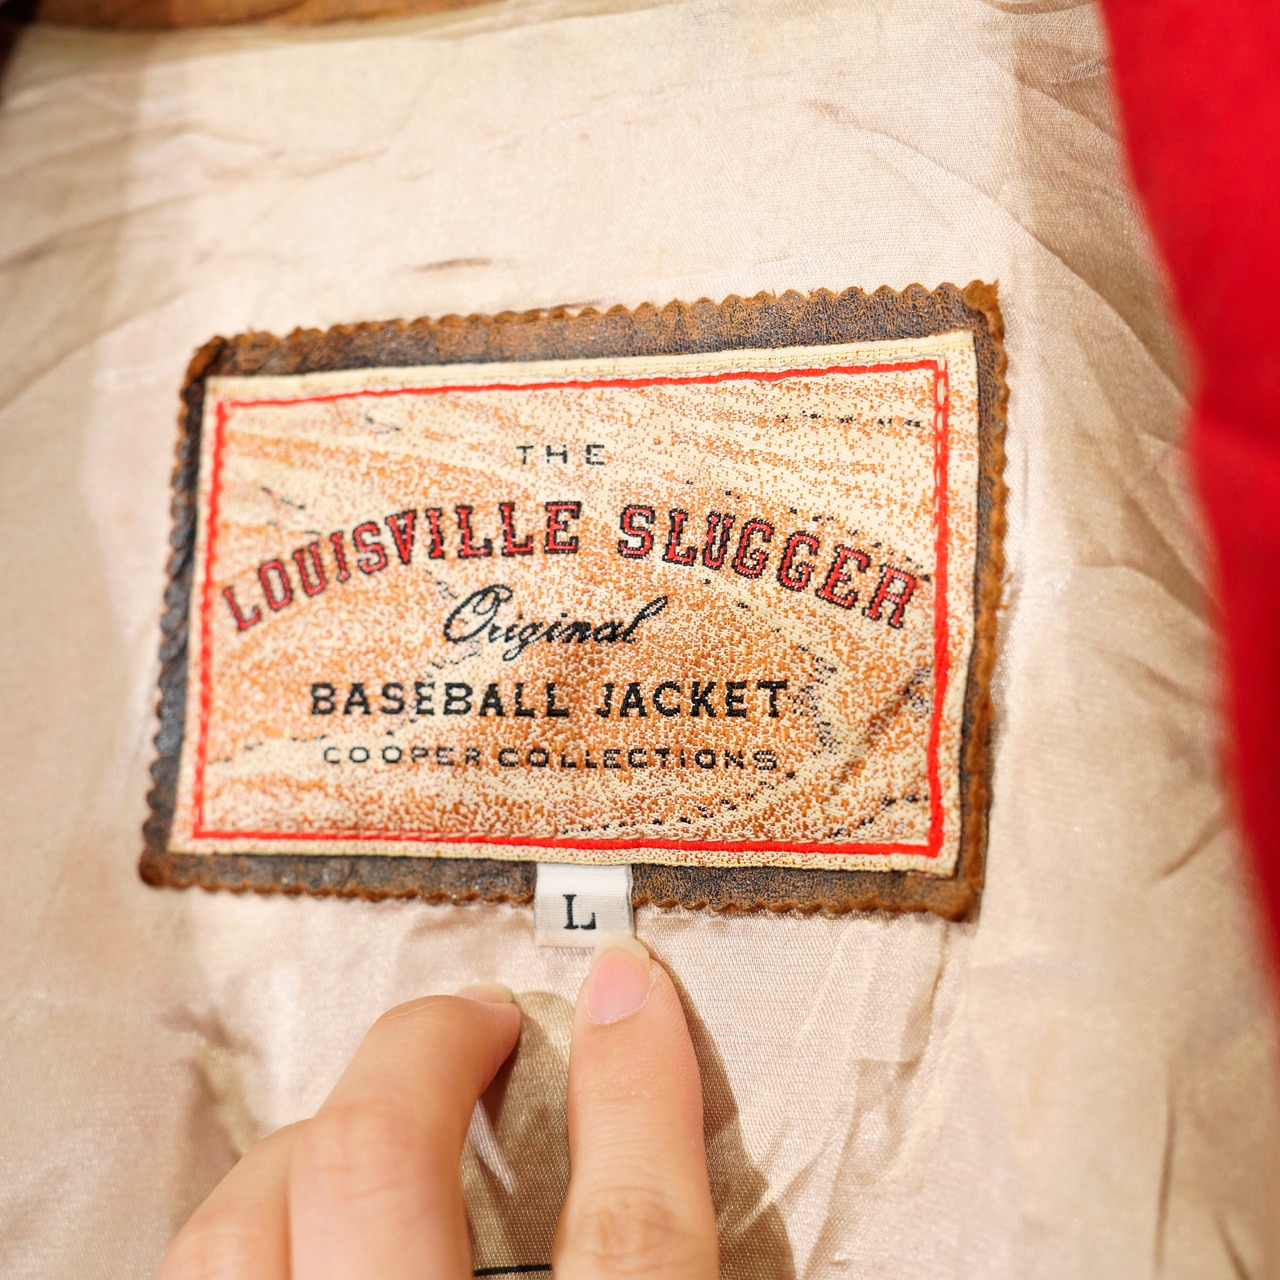 THE
LOUISVILLE SLUGGER
Original
BASEBALL JACKET
COOPER COLLECTIONS
L